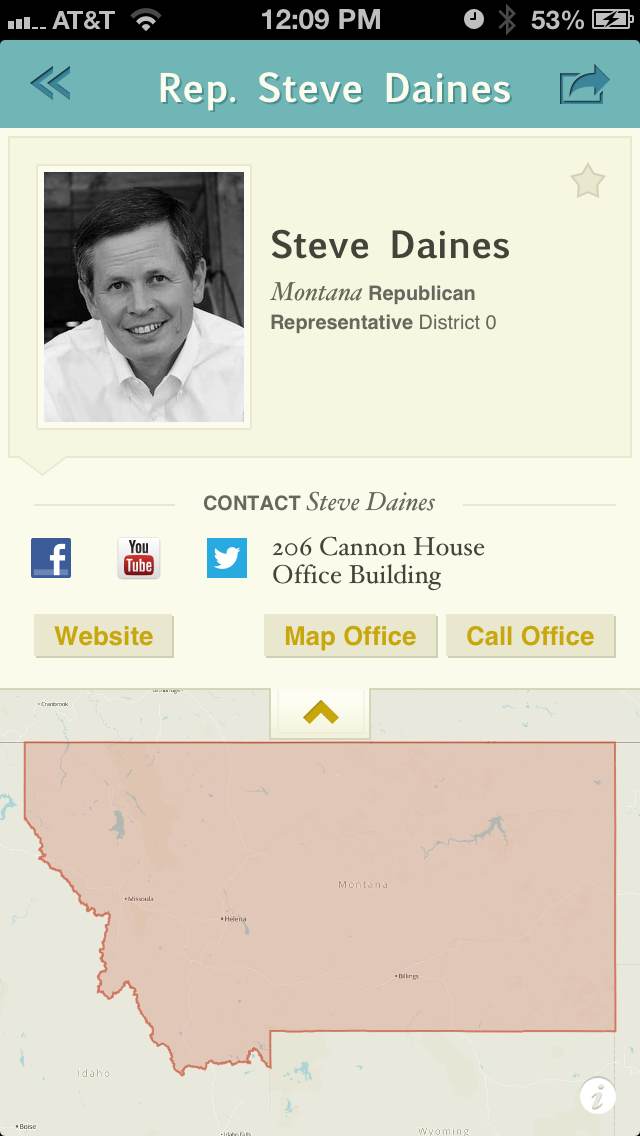 AT&T 12:09 PM 53%
Rep. Steve Daines
Steve Daines
Montana Republican
Representative District 0
CONTACT Steve Daines
f You Tube
206 Cannon House
Office Building
Website Map Office Call Office
Cranbrook
Montana
Missoula
Helena
Billings
Idaho
i
Boise
Idaho Falls
Wyoming